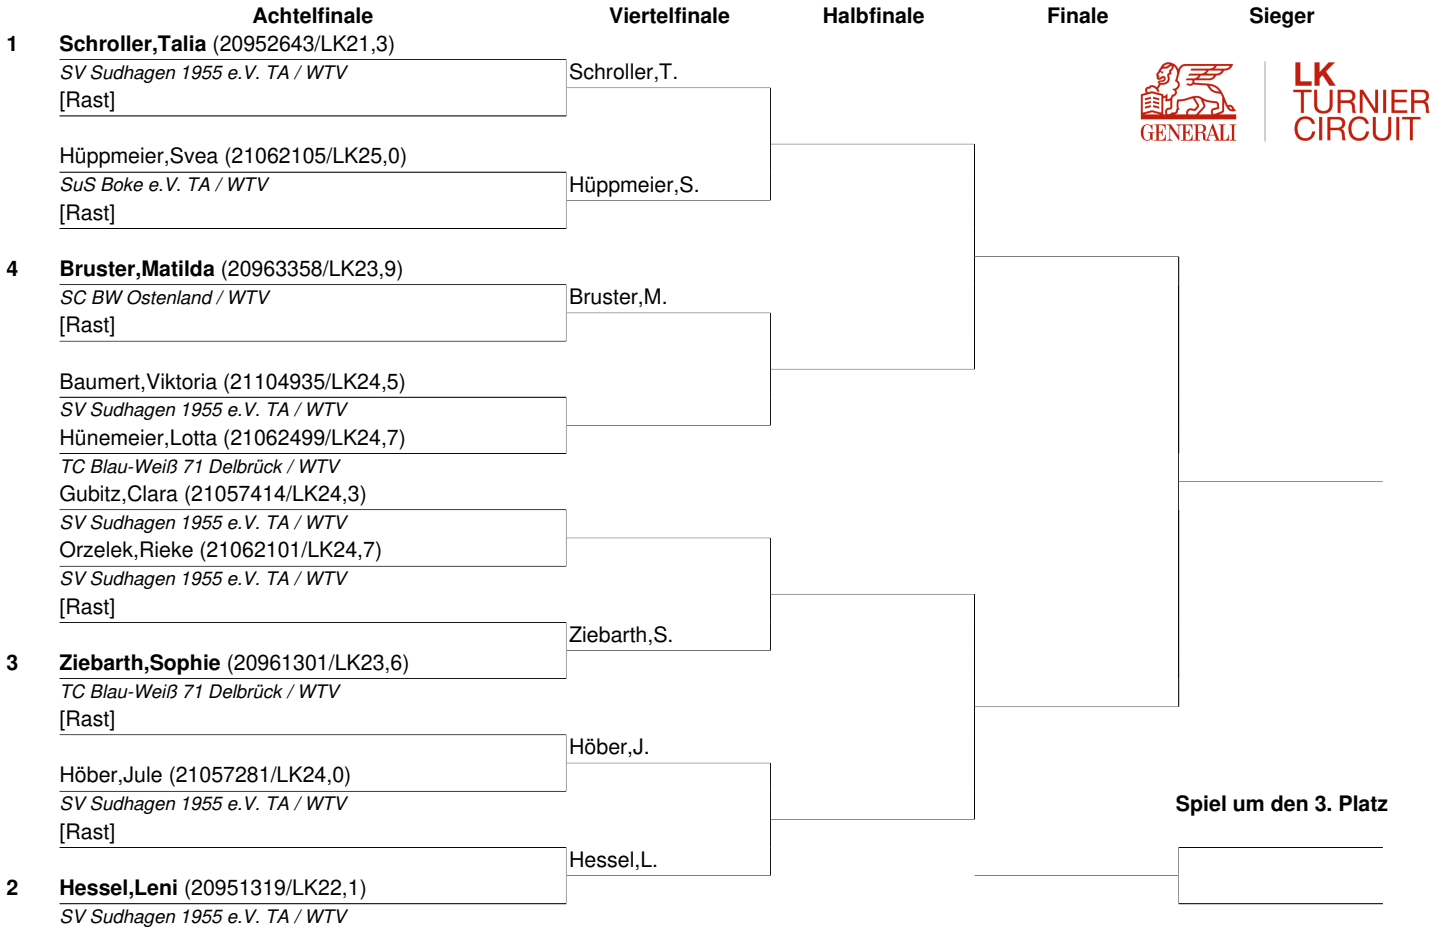 Achtelfinale Viertelfinale Halbfinale Finale Sieger
1 Schroller,Talia (20952643/LK21,3)
SV Sudhagen 1955 e.V. TA / WTV
Schroller,T.
[Rast]
GENERALI
LK
TURNIER
CIRCUIT
Hüppmeier,Svea (21062105/LK25,0)
SuS Boke e.V. TA / WTV
Hüppmeier,S.
[Rast]
4 Bruster,Matilda (20963358/LK23,9)
SC BW Ostenland / WTV
Bruster,M.
[Rast]
Baumert,Viktoria (21104935/LK24,5)
SV Sudhagen 1955 e.V. TA / WTV
Hünemeier,Lotta (21062499/LK24,7)
TC Blau-Weiß 71 Delbrück / WTV
Gubitz,Clara (21057414/LK24,3)
SV Sudhagen 1955 e.V. TA / WTV
Orzelek,Rieke (21062101/LK24,7)
SV Sudhagen 1955 e.V. TA / WTV
[Rast]
Ziebarth,S.
3 Ziebarth,Sophie (20961301/LK23,6)
TC Blau-Weiß 71 Delbrück / WTV
[Rast]
Höber,J.
Höber,Jule (21057281/LK24,0)
SV Sudhagen 1955 e.V. TA / WTV
Spiel um den 3. Platz
[Rast]
Hessel,L.
2 Hessel,Leni (20951319/LK22,1)
SV Sudhagen 1955 e.V. TA / WTV